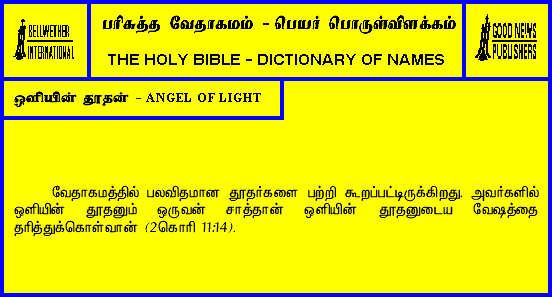 BELLWETHER
INTERNATIONAL
பரிசுத்த வேதாகமம் - பெயர் பொருள்விளக்கம்
THE HOLY BIBLE - DICTIONARY OF NAMES
GOOD NEWS
PUBLISHERS
ஒளியின் தூதன் - ANGEL OF LIGHT
வேதாகமத்தில் பலவிதமான தூதர்களை பற்றி கூறப்பட்டிருக்கிறது. அவர்களில்
ஒளியின் தூதனும் ஒருவன் சாத்தான் ஒளியின் தூதனுடைய வேஷத்தை
தரித்துக்கொள்வான் (2கொரி 11:14).